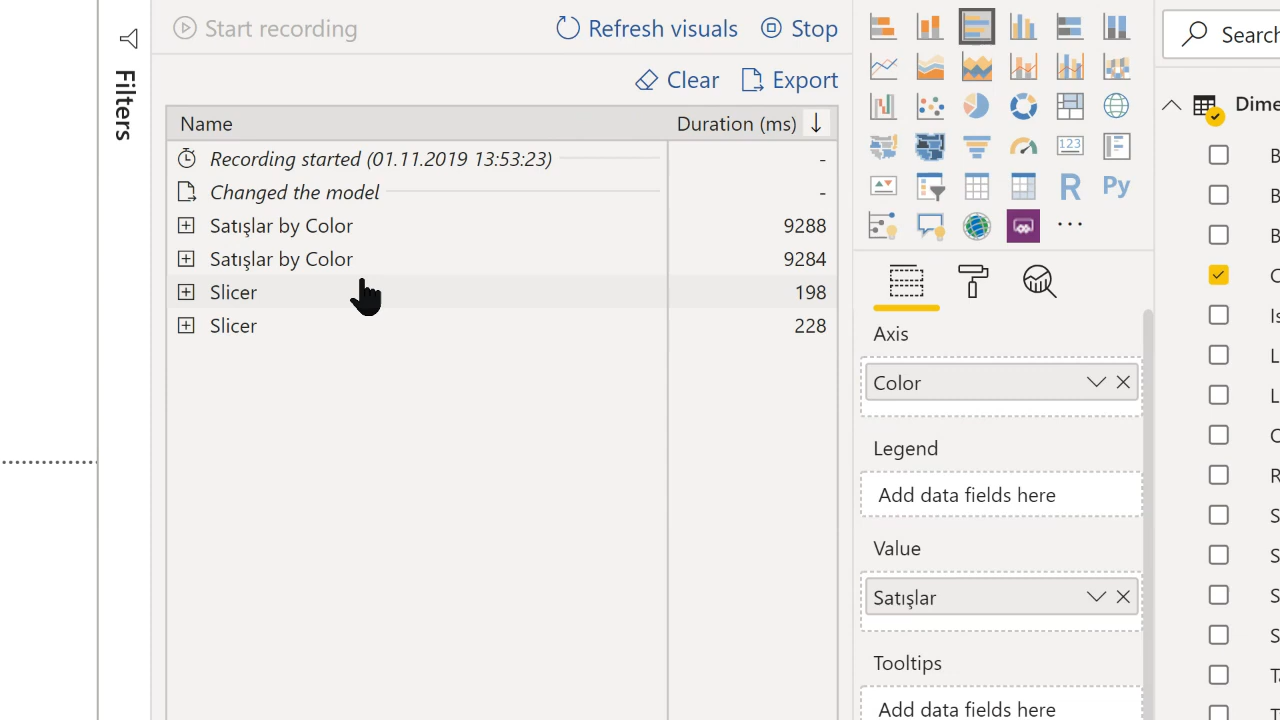 Filters
Start recording
Refresh visuals
Stop
Clear
Export
Name
Duration (ms)
Recording started (01.11.2019 13:53:23)
-
Changed the model
-
Satışlar by Color
9288
Satışlar by Color
9284
Slicer
198
Slicer
228
123
R
Py
Axis
Color
Legend
Add data fields here
Value
Satışlar
Tooltips
Add data fields here
Search
Dime
B
B
B
C
Is
L
L
R
S
S
S
S